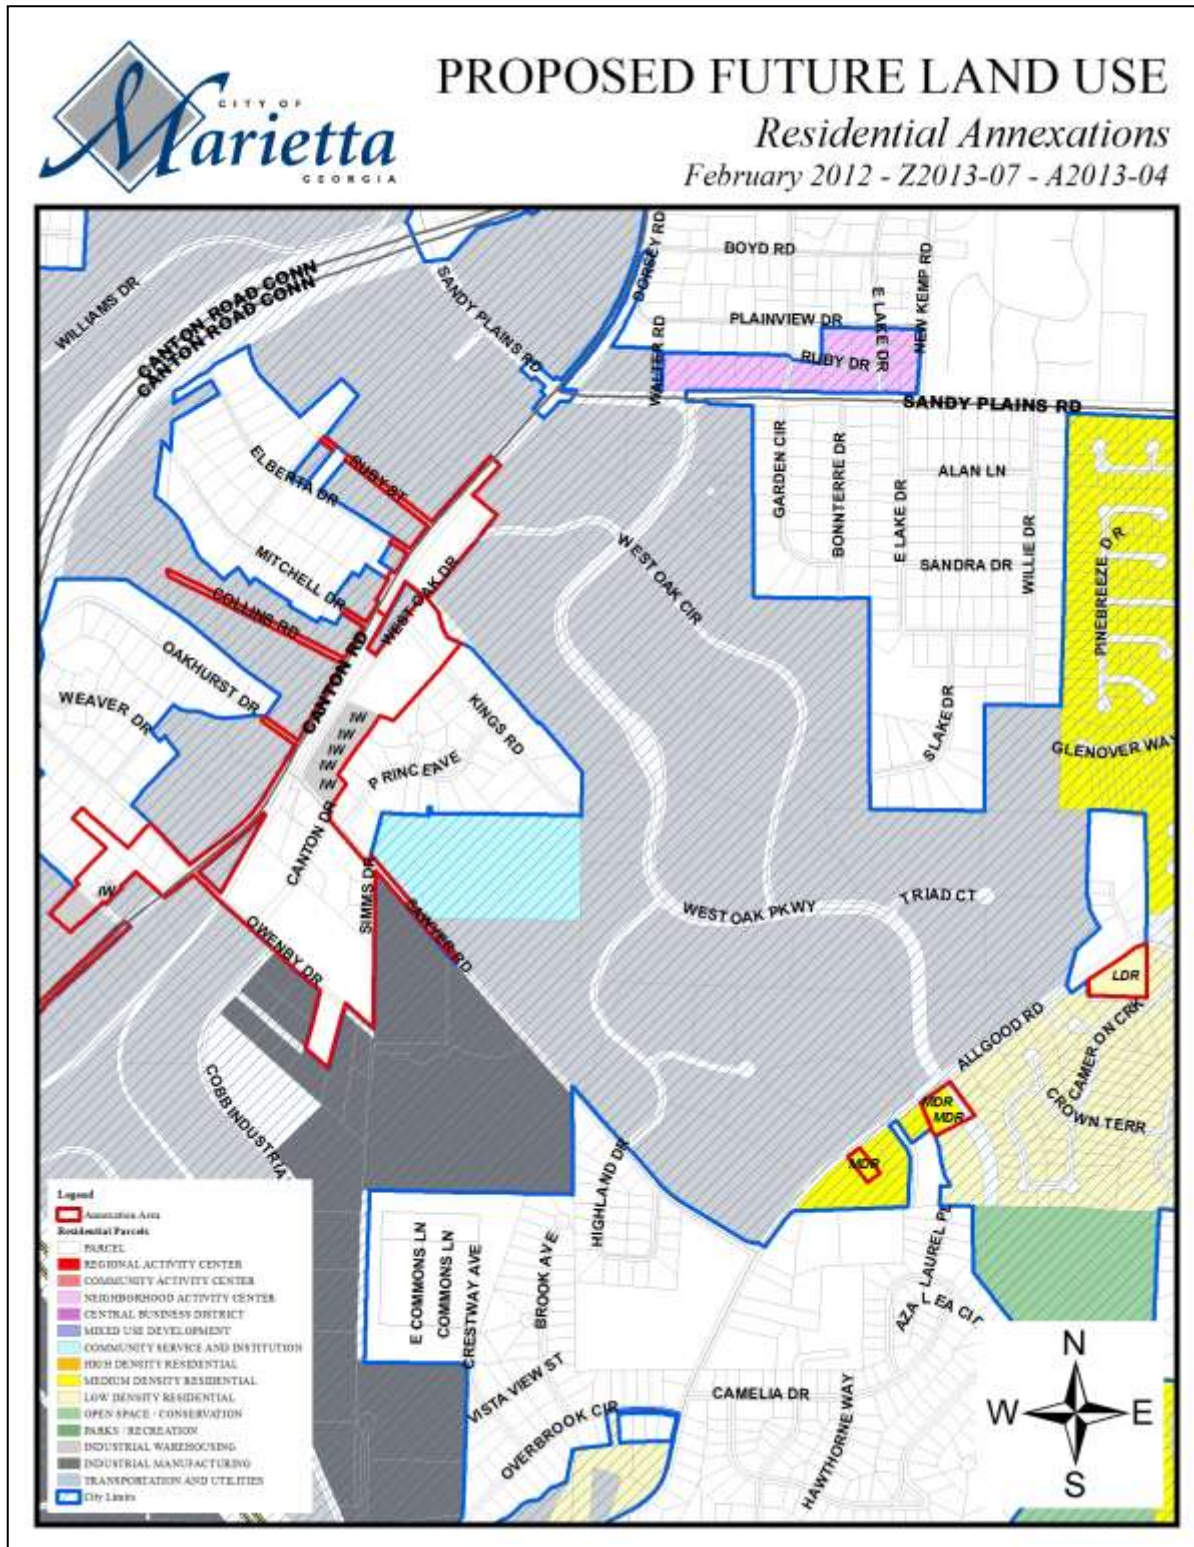 CITY OF
Marietta
GEORGIA
PROPOSED FUTURE LAND USE
Residential Annexations
February 2012 - Z2013-07 - A2013-04
BOYD RD
DORSEY RD
NEW KEMP RD
E LAKE DR
SANDY PLAINS RD
WILLIAMS DR
CANTON ROAD CONN
CANTON ROAD CONN
PLAINVIEW DR
WALTER RD
RUBY DR
SANDY PLAINS RD
ELBERTA DR
RUBY ST
GARDEN CIR
BONNTERRE DR
E LAKE DR
ALAN LN
SANDRA DR
WILLIE DR
PINEBREEZE DR
MITCHELL DR
WEST OAK DR
WEST OAK CIR
COLLINS RD
OAKHURST DR
CANTON RD
WEAVER DR
KINGS RD
S LAKE DR
GLENOVER WAY
IW
IW
IW
IW
IW
PRINCE AVE
CANTON DR
SIMMS DR
IW
OWENBY DR
SAWYER RD
WEST OAK PKWY
TRIAD CT
LDR
ALLGOOD RD
CAMERON CRK
COBB INDUSTRIAL
MDR
MDR
CROWN TERR
MDR
HIGHLAND DR
E COMMONS LN
COMMONS LN
CRESTWAY AVE
BROOK AVE
LAUREL PL
AZALEA CIR
VISTA VIEW ST
OVERBROOK CIR
CAMELIA DR
HAWTHORNE WAY
Legend
Annexation Area
Residential Parcels
PARCEL
REGIONAL ACTIVITY CENTER
COMMUNITY ACTIVITY CENTER
NEIGHBORHOOD ACTIVITY CENTER
CENTRAL BUSINESS DISTRICT
MIXED USE DEVELOPMENT
COMMUNITY SERVICE AND INSTITUTION
HIGH DENSITY RESIDENTIAL
MEDIUM DENSITY RESIDENTIAL
LOW DENSITY RESIDENTIAL
OPEN SPACE / CONSERVATION
PARKS / RECREATION
INDUSTRIAL WAREHOUSING
INDUSTRIAL MANUFACTURING
TRANSPORTATION AND UTILITIES
City Limits
N
W
E
S